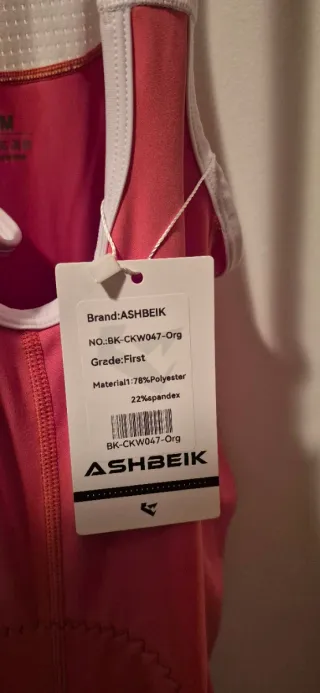 M
Brand:ASHBEIK
NO.:BK-CKW047-Org
Grade:First
Material1:78%Polyester
22%spandex
BK-CKW047-Org
ASHBEIK